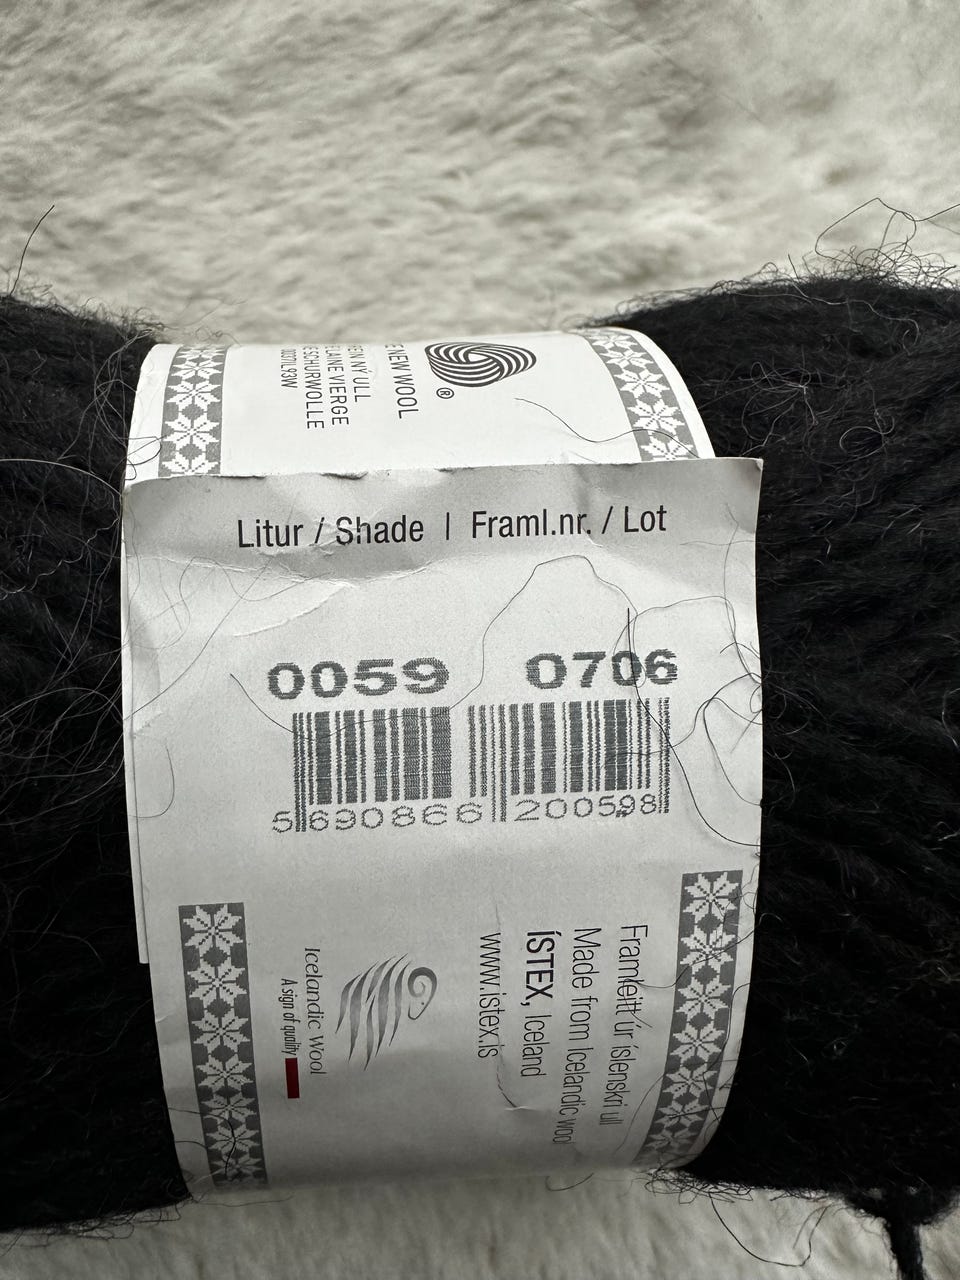 NEW WOOL
NÝ ULL
LAINE VIERGE
SCHURWOLLE
®
Litur / Shade | Framl.nr. / Lot
0059 0706
5 690866 200598
Framleitt úr íslenskri ull
Made from Icelandic wool
ÍSTEX, Iceland
www.istex.is
Icelandic Wool
A sign of quality